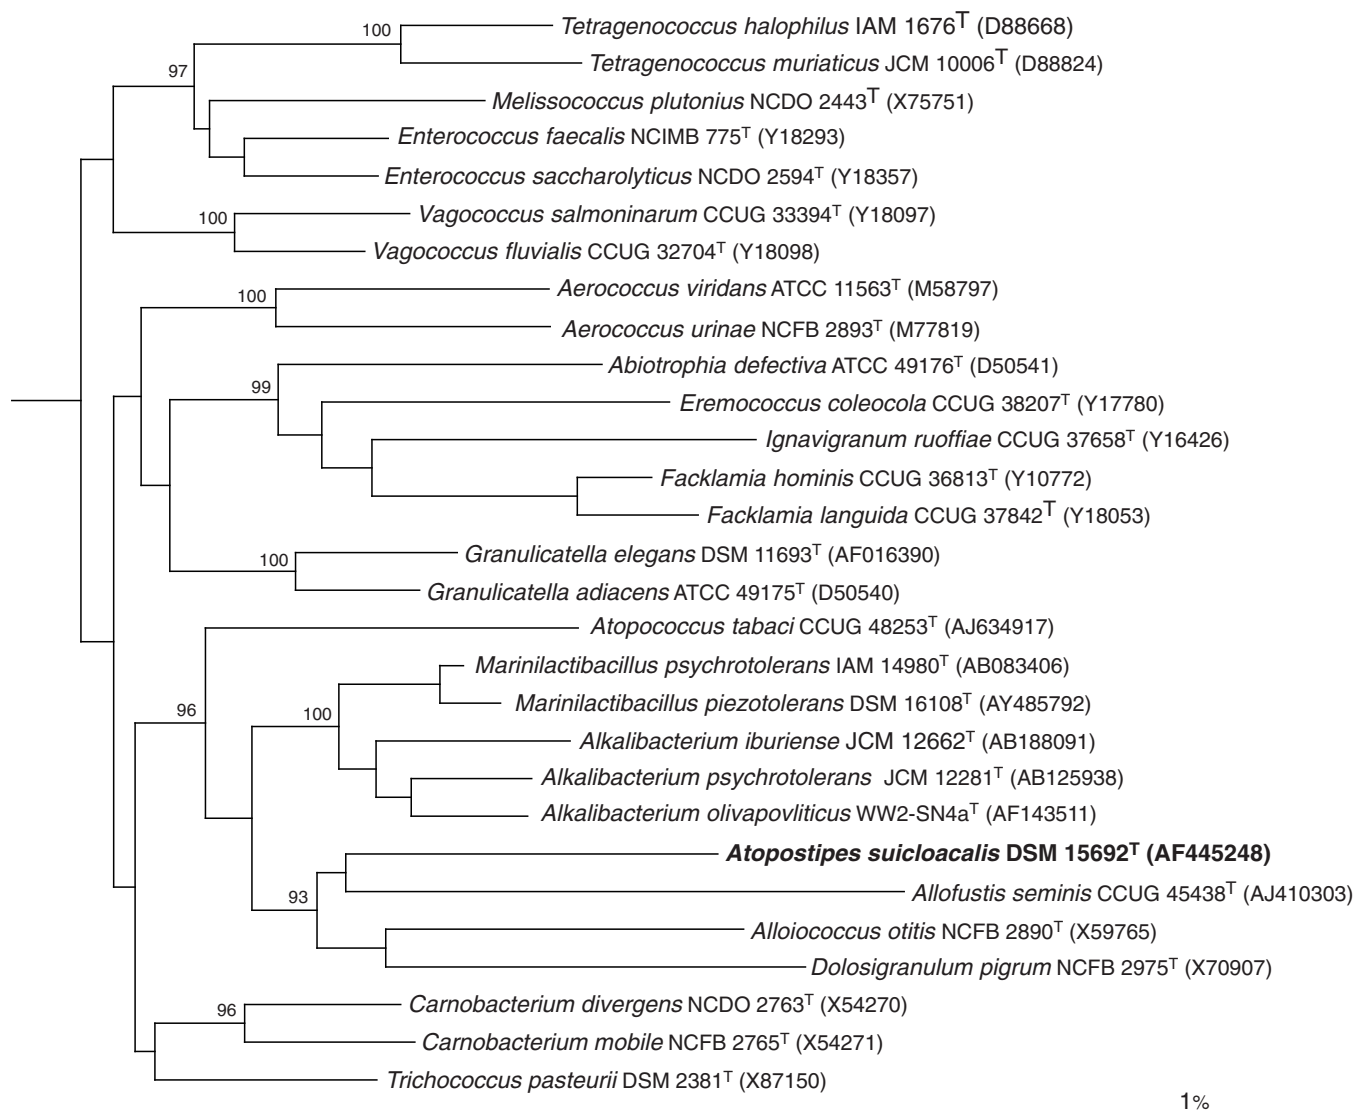 100
Tetragenococcus halophilus IAM 1676T (D88668)
Tetragenococcus muriaticus JCM 10006T (D88824)
97
Melissococcus plutonius NCDO 2443T (X75751)
Enterococcus faecalis NCIMB 775T (Y18293)
Enterococcus saccharolyticus NCDO 2594T (Y18357)
100
Vagococcus salmoninarum CCUG 33394T (Y18097)
Vagococcus fluvialis CCUG 32704T (Y18098)
100
Aerococcus viridans ATCC 11563T (M58797)
Aerococcus urinae NCFB 2893T (M77819)
Abiotrophia defectiva ATCC 49176T (D50541)
99
Eremococcus coleocola CCUG 38207T (Y17780)
Ignavigranum ruoffiae CCUG 37658T (Y16426)
Facklamia hominis CCUG 36813T (Y10772)
Facklamia languida CCUG 37842T (Y18053)
100
Granulicatella elegans DSM 11693T (AF016390)
Granulicatella adiacens ATCC 49175T (D50540)
Atopococcus tabaci CCUG 48253T (AJ634917)
Marinilactibacillus psychrotolerans IAM 14980T (AB083406)
Marinilactibacillus piezotolerans DSM 16108T (AY485792)
96
100
Alkalibacterium iburiense JCM 12662T (AB188091)
Alkalibacterium psychrotolerans JCM 12281T (AB125938)
Alkalibacterium olivapovliticus WW2-SN4aT (AF143511)
Atopostipes suicloacalis DSM 15692T (AF445248)
93
Allofustis seminis CCUG 45438T (AJ410303)
Alloiococcus otitis NCFB 2890T (X59765)
Dolosigranulum pigrum NCFB 2975T (X70907)
96
Carnobacterium divergens NCDO 2763T (X54270)
Carnobacterium mobile NCFB 2765T (X54271)
Trichococcus pasteurii DSM 2381T (X87150)
1%